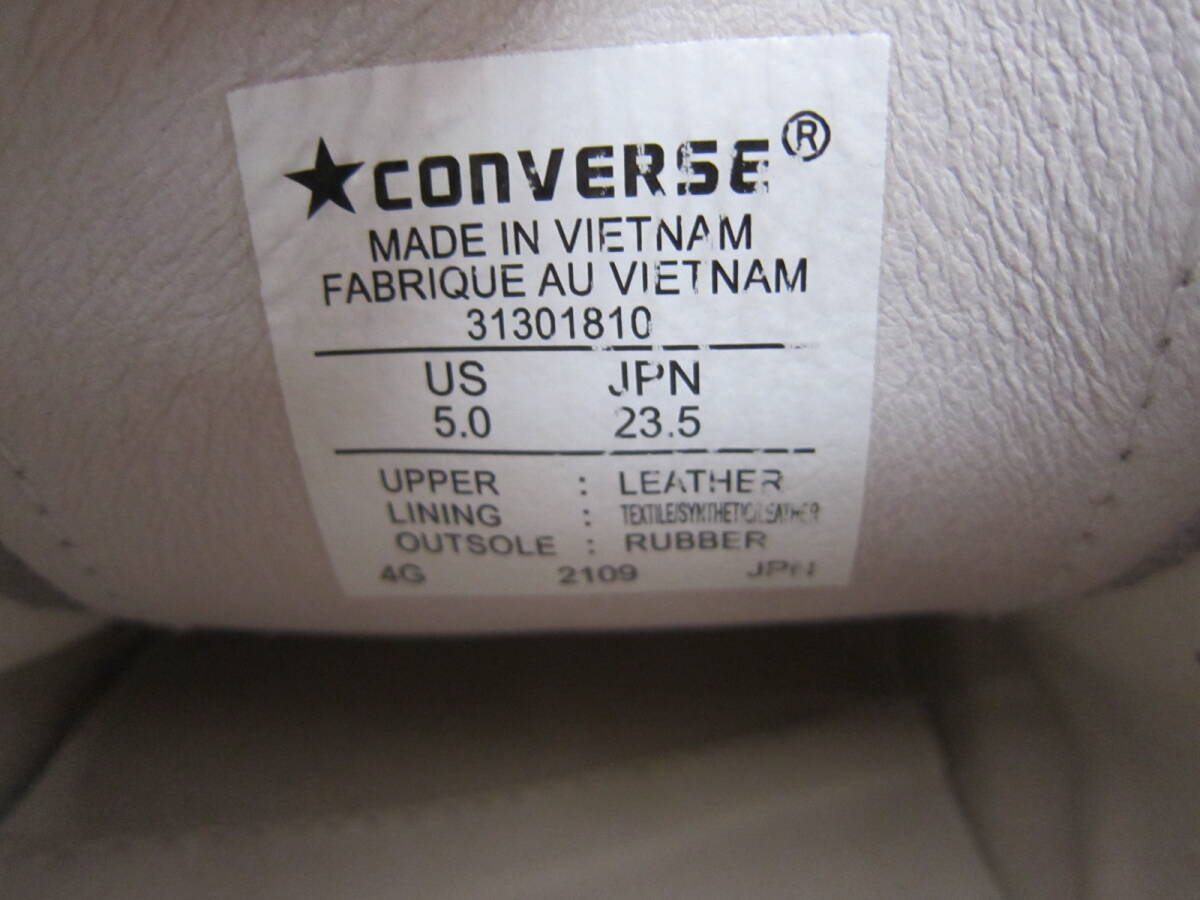 ★CONVERSE®
MADE IN VIETNAM
FABRIQUE AU VIETNAM
31301810
US JPN
5.0 23.5
UPPER : LEATHER
LINING : TEXTILE/SYNTHETIC/LEATHER
OUTSOLE : RUBBER
4G 2109 JPN